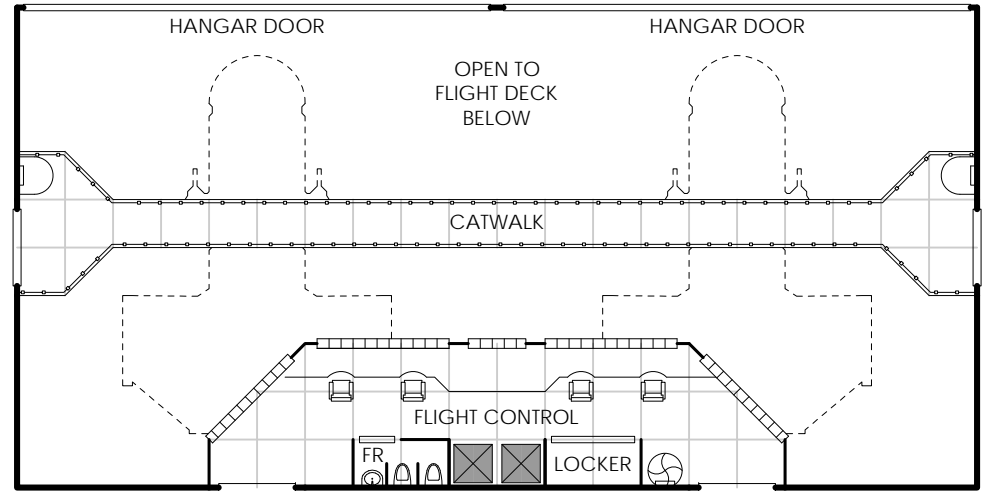 HANGAR DOOR
HANGAR DOOR
OPEN TO
FLIGHT DECK
BELOW
CATWALK
FLIGHT CONTROL
FR
LOCKER